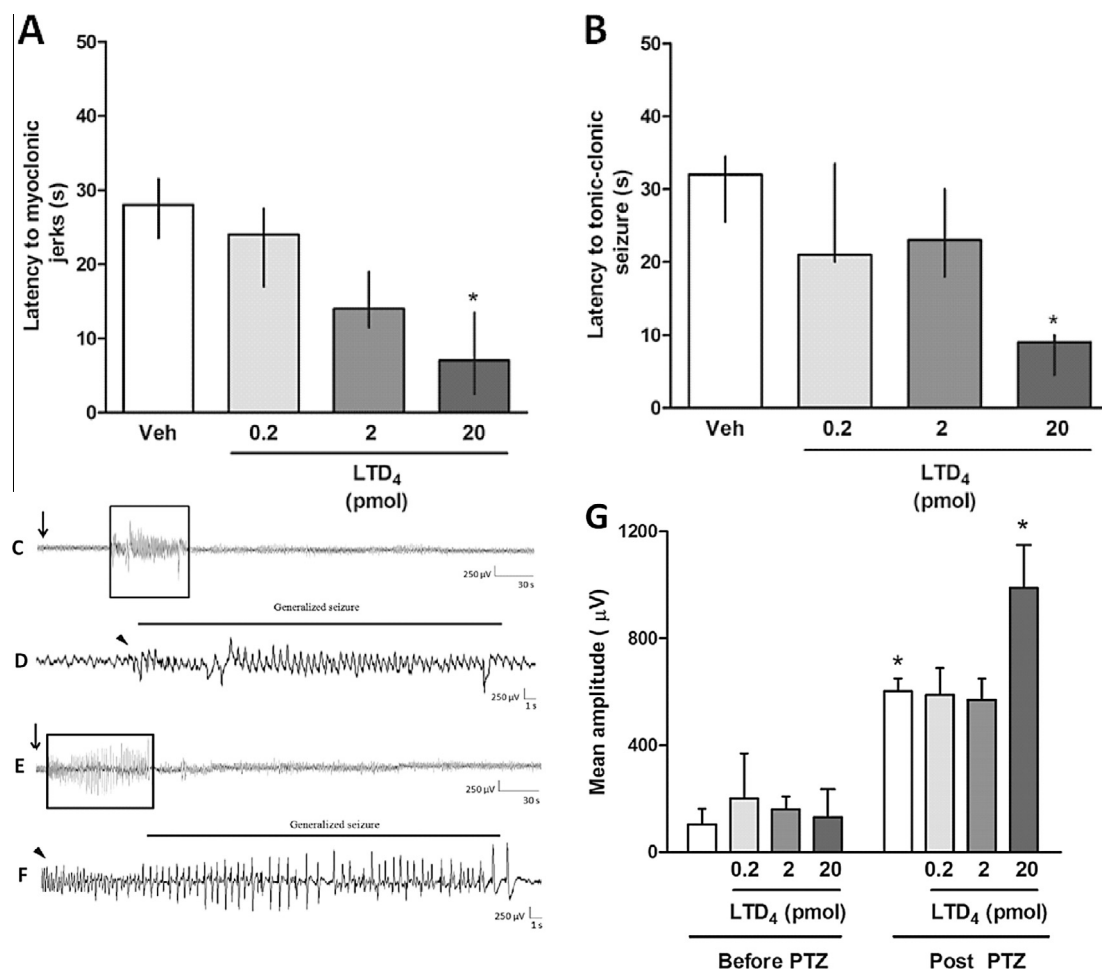 A
50
40
30
20
10
0
Latency to myoclonic
jerks (s)
*
Veh
0.2
2
20
LTD₄
(pmol)
B
50
40
30
20
10
0
Latency to tonic-clonic
seizure (s)
*
Veh
0.2
2
20
LTD₄
(pmol)
C
250 µV
30 s
Generalized seizure
D
250 µV
1 s
E
250 µV
30 s
Generalized seizure
F
250 µV
1 s
G
1200
800
400
0
Mean amplitude ( µV)
*
*
0.2 2 20
0.2 2 20
LTD₄ (pmol)
LTD₄ (pmol)
Before PTZ
Post PTZ